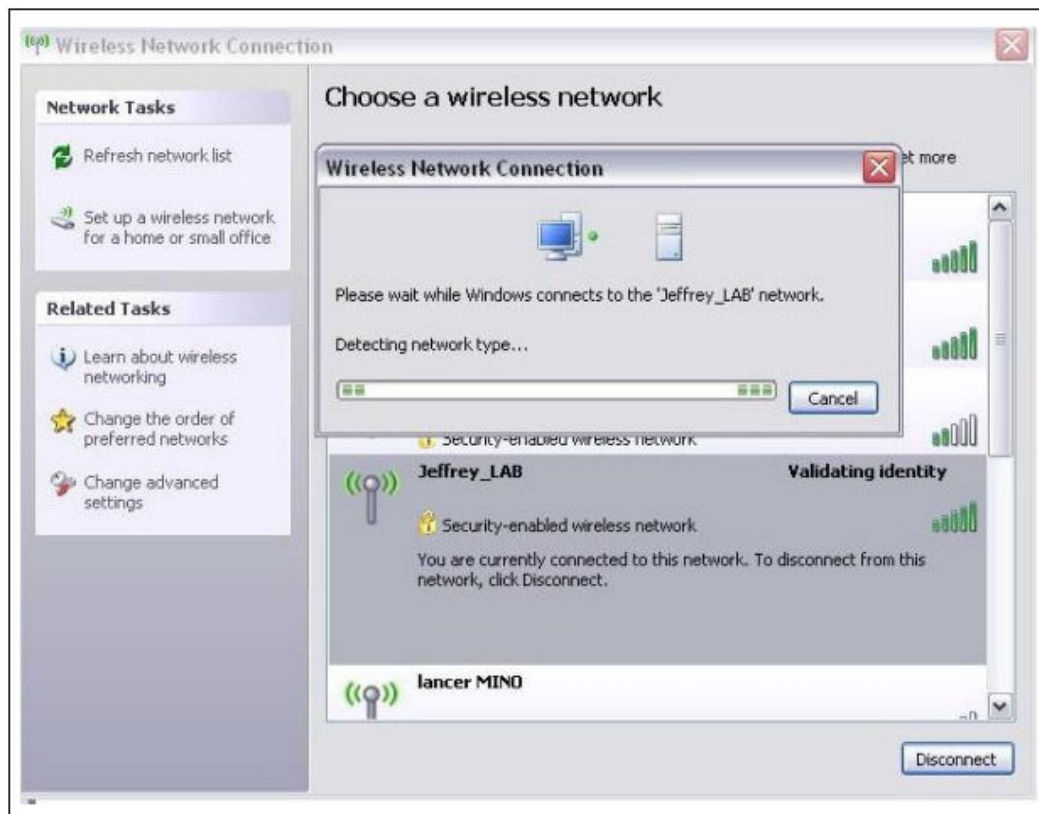 Wireless Network Connection
Network Tasks
Refresh network list
Set up a wireless network
for a home or small office
Related Tasks
Learn about wireless
networking
Change the order of
preferred networks
Change advanced
settings
Choose a wireless network
et more
Wireless Network Connection
Please wait while Windows connects to the 'Jeffrey_LAB' network.
Detecting network type...
Cancel
Security-enabled wireless network
Jeffrey_LAB Validating identity
Security-enabled wireless network
You are currently connected to this network. To disconnect from this
network, click Disconnect.
lancer MINO
Disconnect